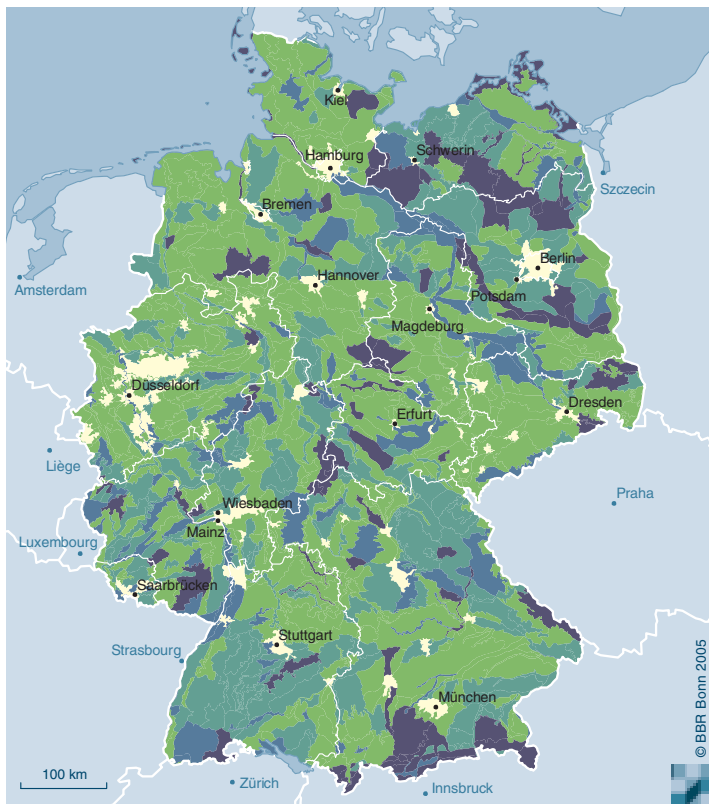 Kiel
Schwerin
Hamburg
Szczecin
Bremen
Berlin
Hannover
Amsterdam
Potsdam
Magdeburg
Düsseldorf
Erfurt
Dresden
Liège
Praha
Wiesbaden
Mainz
Luxembourg
Saarbrücken
Stuttgart
Strasbourg
München
© BBR Bonn 2005
100 km
Zürich
Innsbruck